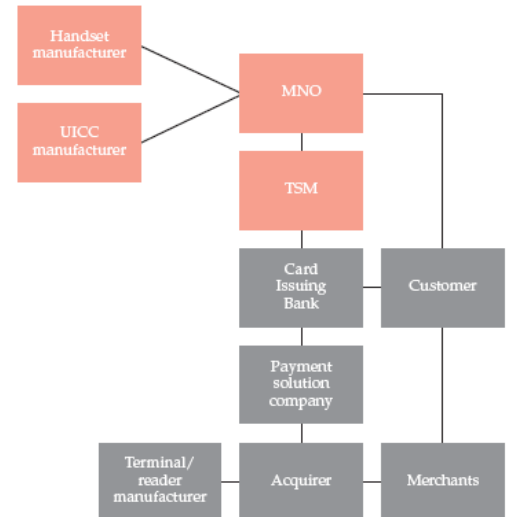 Handset
manufacturer
MNO
UICC
manufacturer
TSM
Card
Issuing
Bank
Customer
Payment
solution
company
Terminal/
reader
manufacturer
Acquirer
Merchants